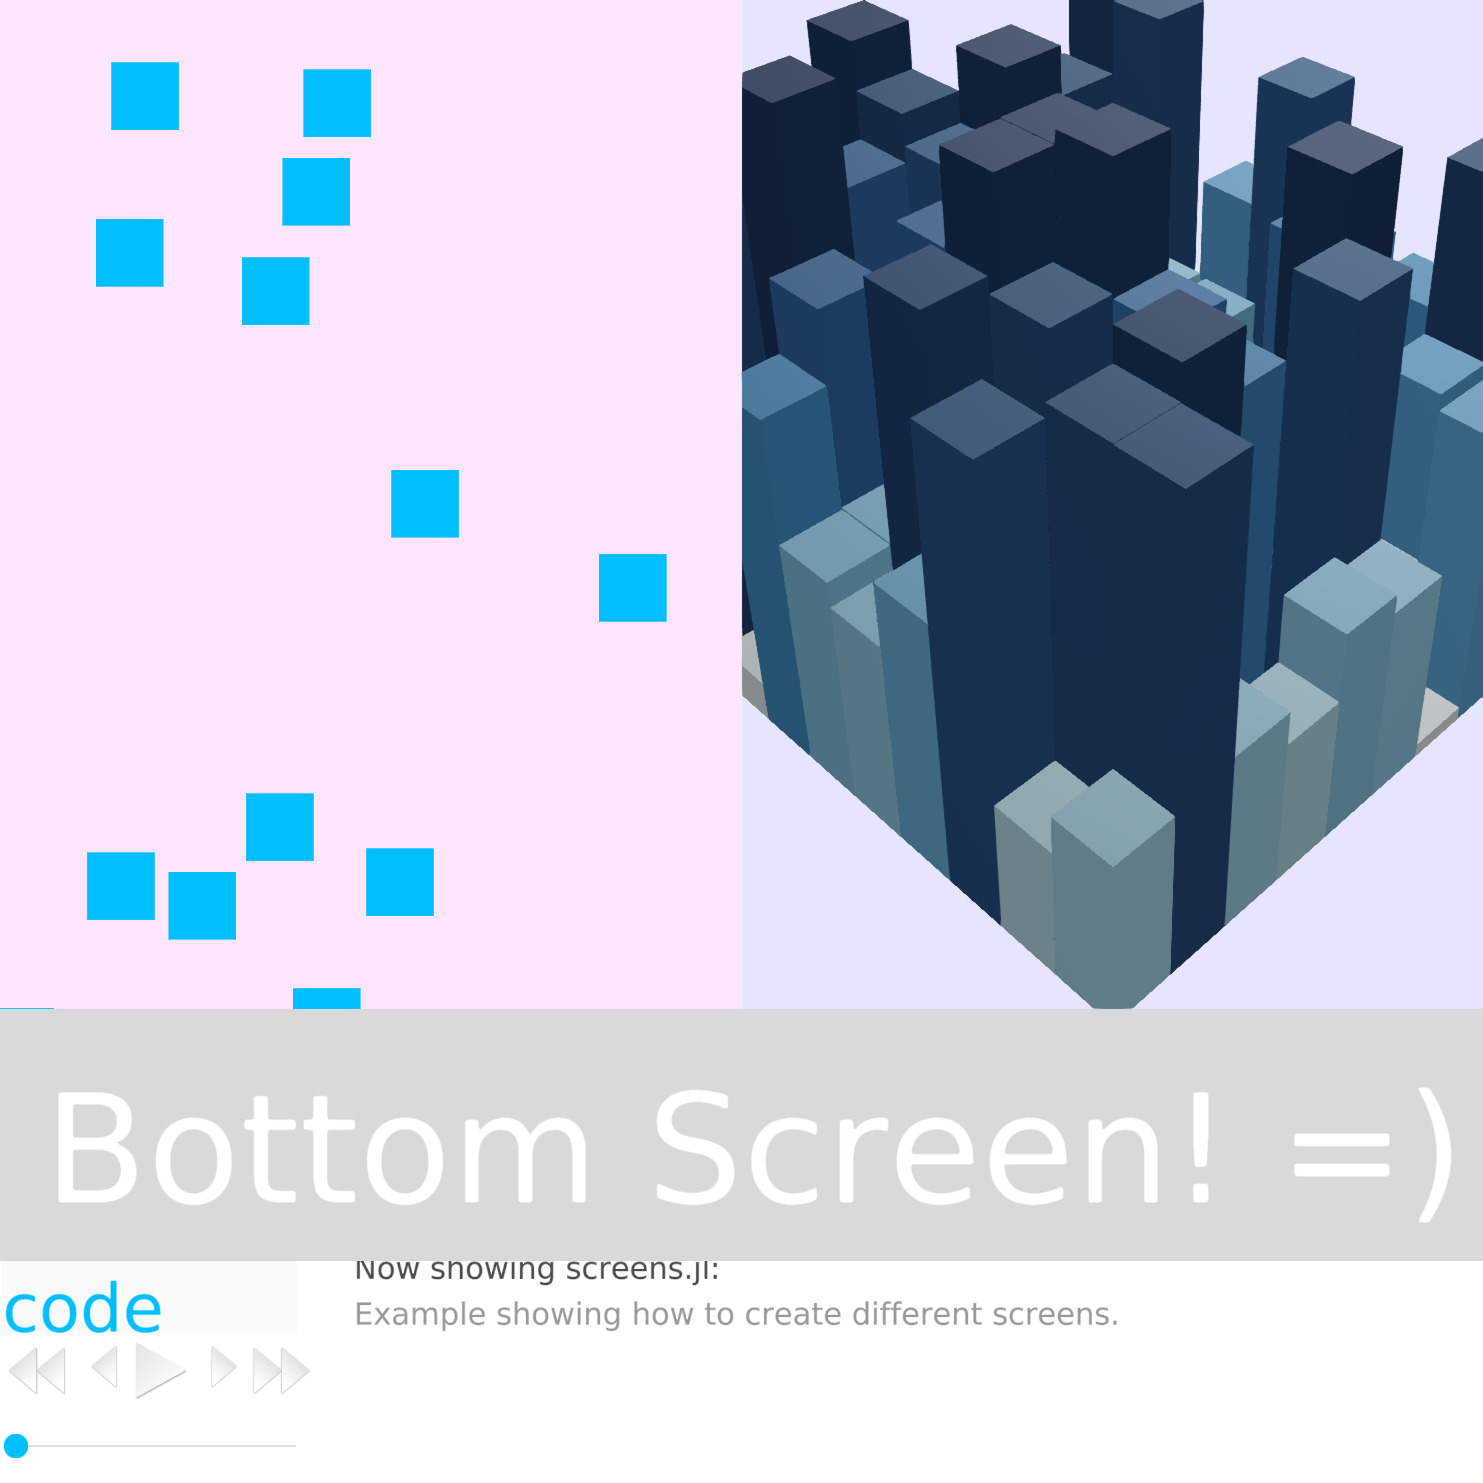 Bottom Screen! =)
Now showing screens.jl:
code
Example showing how to create different screens.